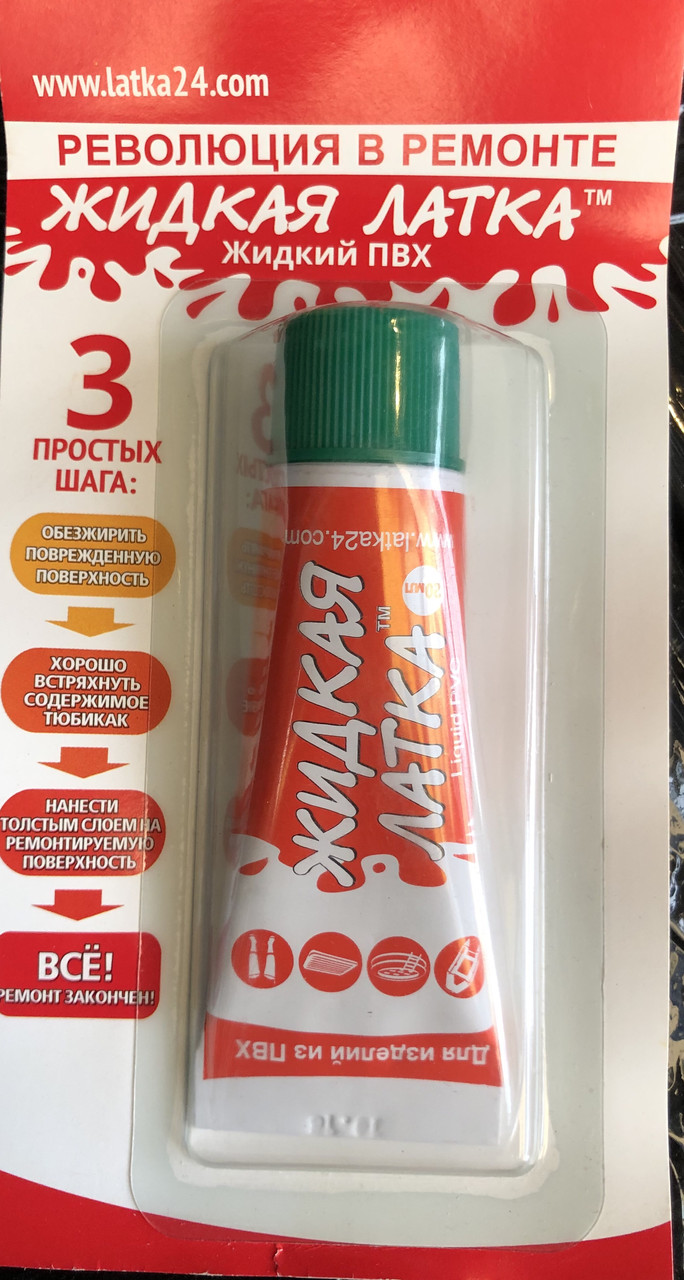 www.latka24.com
РЕВОЛЮЦИЯ В РЕМОНТЕ
ЖИДКАЯ ЛАТКА™
Жидкий ПВХ
3
ПРОСТЫХ
ШАГА:
ОБЕЗЖИРИТЬ
ПОВРЕЖДЕННУЮ
ПОВЕРХНОСТЬ
ХОРОШО
ВСТРЯХНУТЬ
СОДЕРЖИМОЕ
ТЮБИКАК
НАНЕСТИ
ТОЛСТЫМ СЛОЕМ НА
РЕМОНТИРУЕМУЮ
ПОВЕРХНОСТЬ
ВСЁ!
РЕМОНТ ЗАКОНЧЕН!
www.latka24.com
ЖИДКАЯ
ЛАТКА™
20 МЛ
Liquid PVC
Для изделий из ПВХ